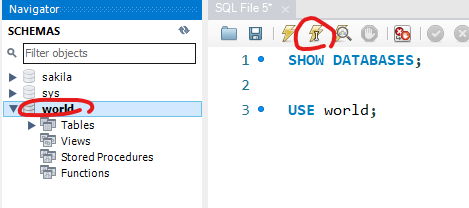 Navigator
SCHEMAS
Filter objects
sakila
sys
world
Tables
Views
Stored Procedures
Functions
SQL File 5*
1 SHOW DATABASES;
2
3 USE world;